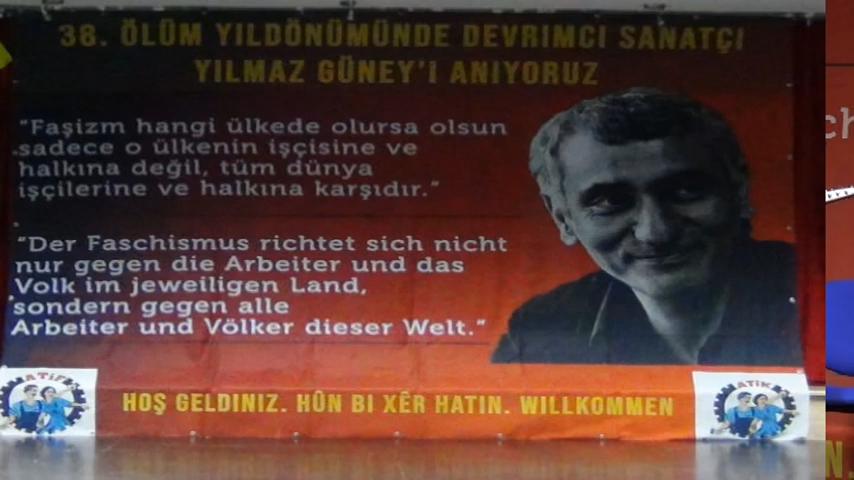 38. ÖLÜM YILDÖNÜMÜNDE DEVRIMCI SANATÇI
YILMAZ GÜNEY'İ ANIYORUZ
"Faşizm hangi ülkede olursa olsun
sadece o ülkenin işçisine ve
halkına değil, tüm dünya
işçilerine ve halkına karşıdır."
"Der Faschismus richtet sich nicht
nur gegen die Arbeiter und das
Volk im jeweiligen Land,
sondern gegen alle
Arbeiter und Völker dieser Welt."
ATIF
HOŞ GELDINIZ. HÛN BI XÊR HATIN. WILLKOMMEN
ATIK
ch
N.